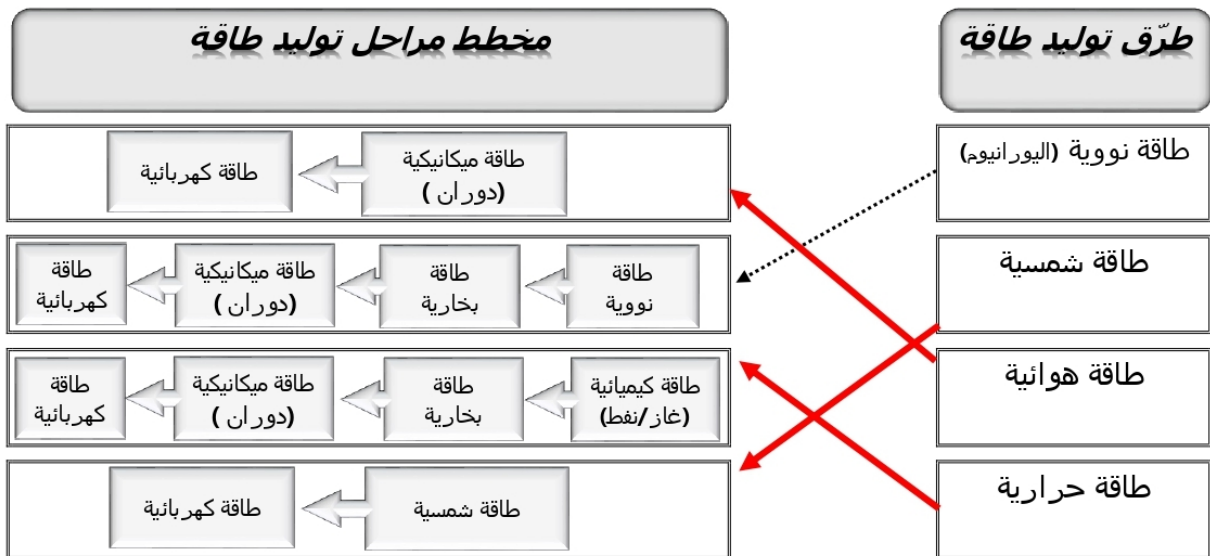 طرّق توليد طاقة
مخطط مراحل توليد طاقة
طاقة نووية (اليورانيوم)
طاقة ميكانيكية
(دوران )
طاقة كهربائية
طاقة شمسية
طاقة
نووية
طاقة
بخارية
طاقة ميكانيكية
(دوران )
طاقة
كهربائية
طاقة هوائية
طاقة كيميائية
(غاز/نفط)
طاقة
بخارية
طاقة ميكانيكية
(دوران )
طاقة
كهربائية
طاقة حرارية
طاقة شمسية
طاقة كهربائية